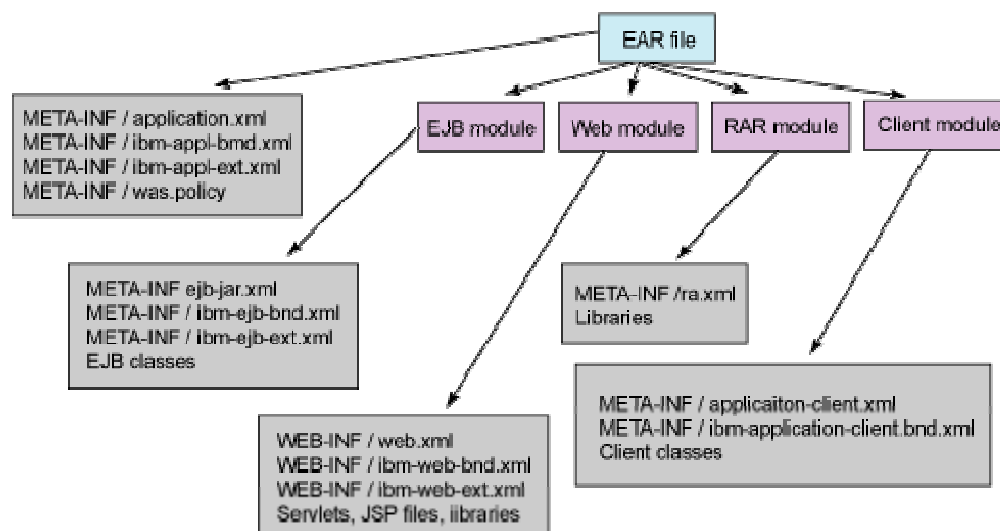 EAR file
EJB module
Web module
RAR module
Client module
META-INF / application.xml
META-INF / ibm-appl-bmd.xml
META-INF / ibm-appl-ext.xml
META-INF / was.policy
META-INF ejb-jar.xml
META-INF / ibm-ejb-bnd.xml
META-INF / ibm-ejb-ext.xml
EJB classes
META-INF /ra.xml
Libraries
META-INF / applicaiton-client.xml
META-INF / ibm-application-client.bnd.xml
Client classes
WEB-INF / web.xml
WEB-INF / ibm-web-bnd.xml
WEB-INF / ibm-web-ext.xml
Servlets, JSP files, iibraries